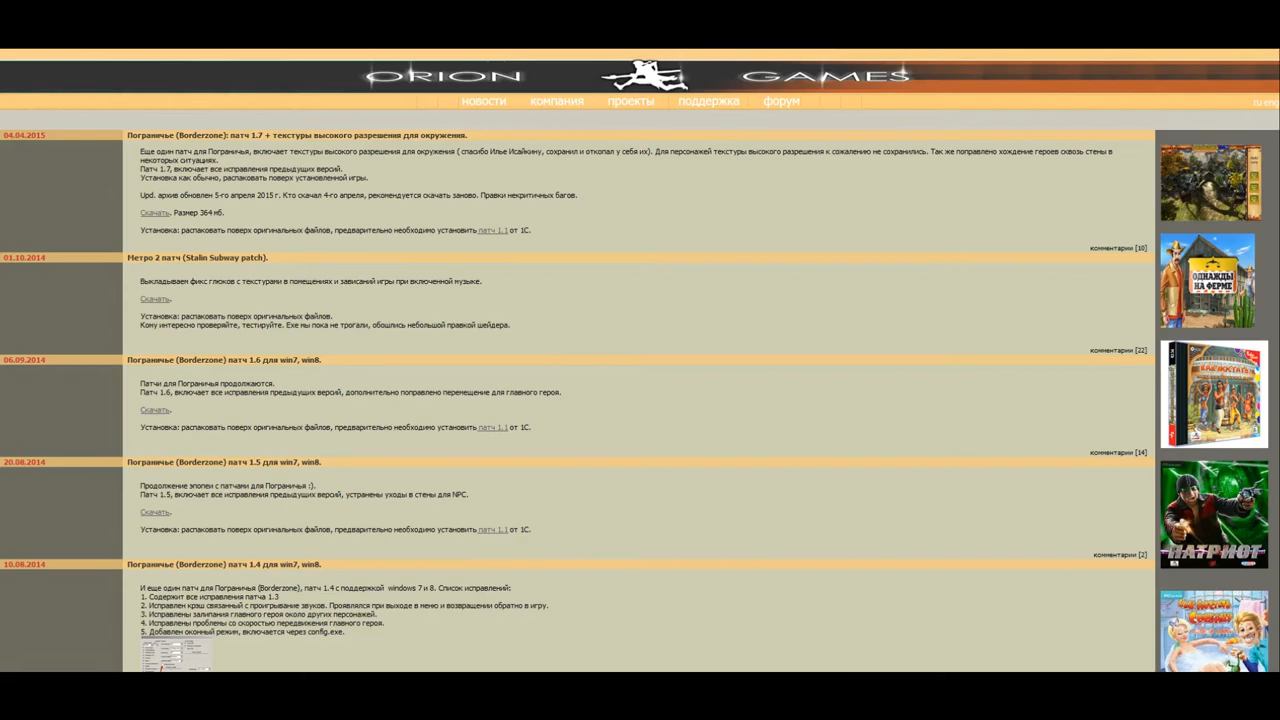 ORION GAMES
новости компания проекты поддержка форум
ru eng
04.04.2015
Пограничье (Borderzone): патч 1.7 + текстуры высокого разрешения для окружения.
Еще один патч для Пограничья, включает текстуры высокого разрешения для окружения ( спасибо Илье Исайкину, сохранил и откопал у себя их). Для персонажей текстуры высокого разрешения к сожалению не сохранились. Так же поправлено хождение героев сквозь стены в
некоторых ситуациях.
Патч 1.7, включает все исправления предыдущих версий.
Установка как обычно, распаковать поверх установленной игры.
Upd. архив обновлен 5-го апреля 2015 г. Кто скачал 4-го апреля, рекомендуется скачать заново. Правки некритичных багов.
Скачать. Размер 364 мб.
Установка: распаковать поверх оригинальных файлов, предварительно необходимо установить патч 1.1 от 1С.
комментарии [10]
01.10.2014
Метро 2 патч (Stalin Subway patch).
Выкладываем фикс глюков с текстурами в помещениях и зависаний игры при включенной музыке.
Скачать.
Установка: распаковать поверх оригинальных файлов.
Кому интересно проверяйте, тестируйте. Ехе мы пока не трогали, обошлись небольшой правкой шейдера.
комментарии [22]
06.09.2014
Пограничье (Borderzone) патч 1.6 для win7, win8.
Патчи для Пограничья продолжаются.
Патч 1.6, включает все исправления предыдущих версий, дополнительно поправлено перемещение для главного героя.
Скачать.
Установка: распаковать поверх оригинальных файлов, предварительно необходимо установить патч 1.1 от 1С.
комментарии [14]
20.08.2014
Пограничье (Borderzone) патч 1.5 для win7, win8.
Продолжение эпопеи с патчами для Пограничья :).
Патч 1.5, включает все исправления предыдущих версий, устранены уходы в стены для NPC.
Скачать.
Установка: распаковать поверх оригинальных файлов, предварительно необходимо установить патч 1.1 от 1С.
комментарии [2]
10.08.2014
Пограничье (Borderzone) патч 1.4 для win7, win8.
И еще один патч для Пограничья (Borderzone), патч 1.4 с поддержкой windows 7 и 8. Список исправлений:
1. Содержит все исправления патча 1.3
2. Исправлен крэш связанный с проигрывание звуков. Проявлялся при выходе в меню и возвращении обратно в игру.
3. Исправлены залипания главного героя около других персонажей.
4. Исправлены проблемы со скоростью передвижения главного героя.
5. Добавлен оконный режим, включается через config.exe.
ОДНАЖДЫ
НА ФЕРМЕ
КАК ДОСТАТЬ
ПАТРИОТ